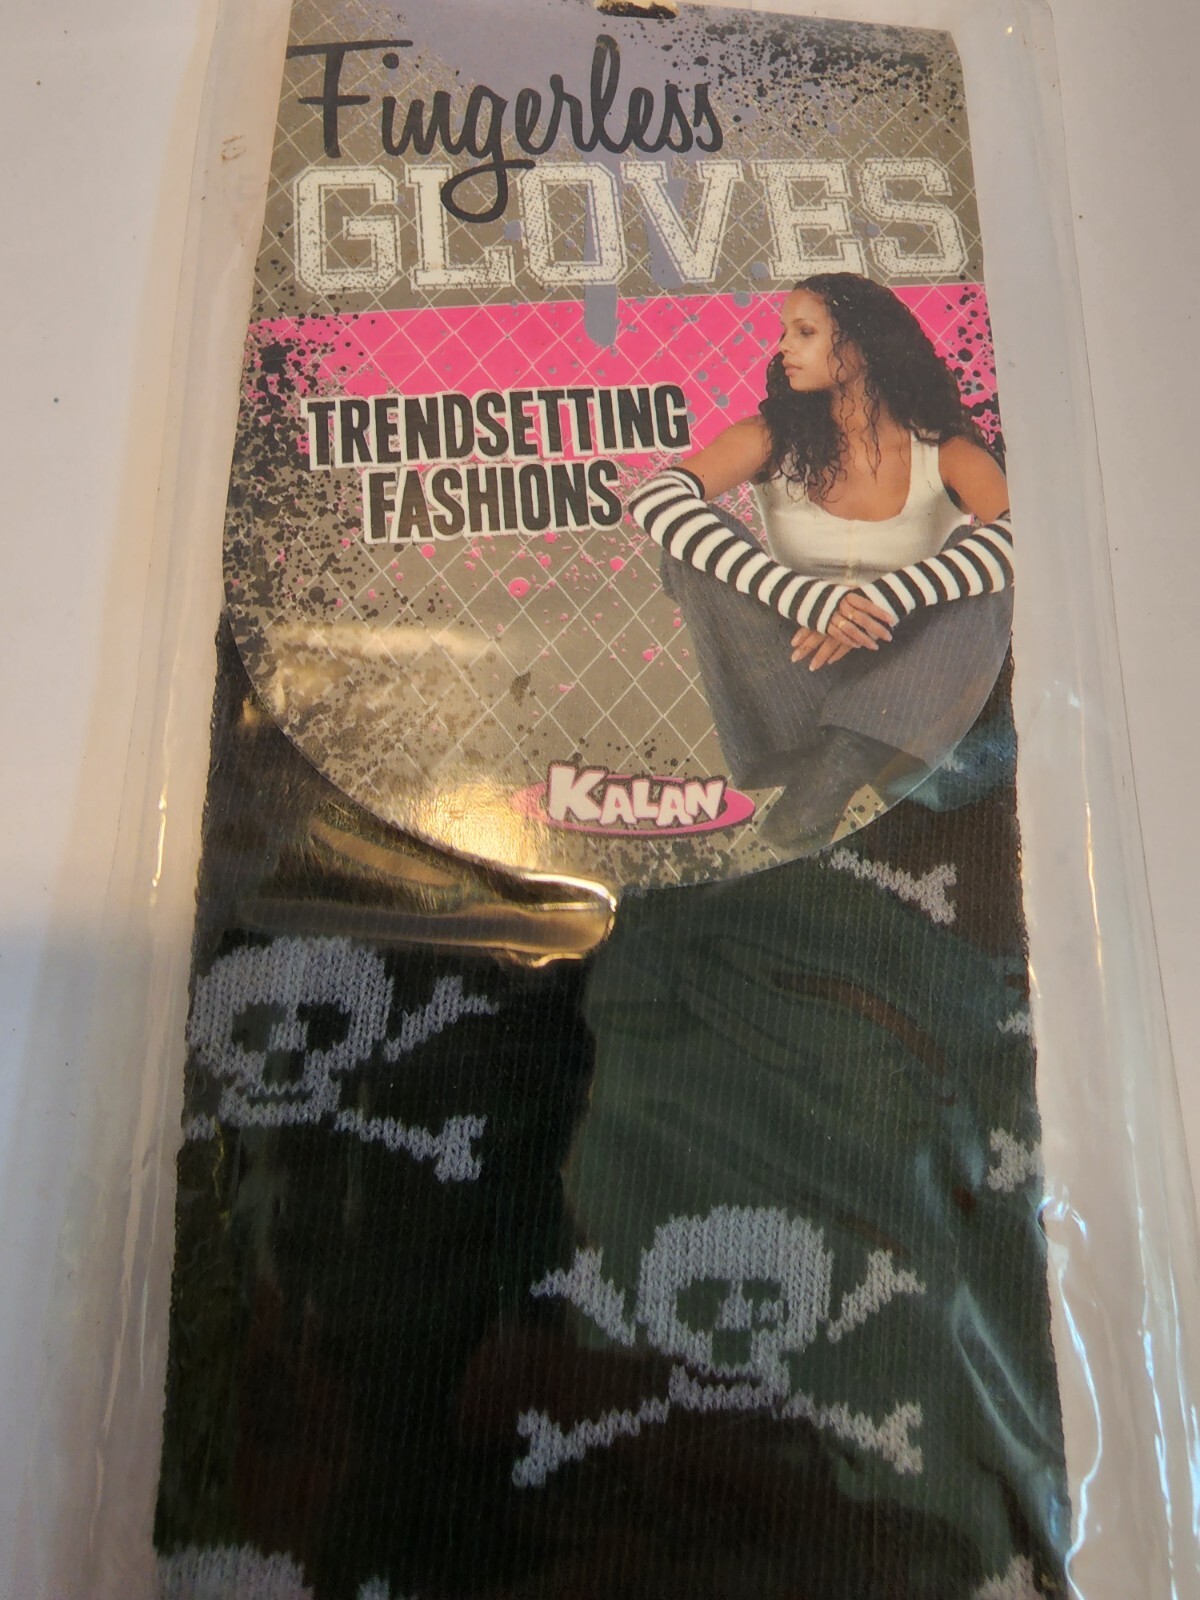 Fingerless
GLOVES
TRENDSETTING
FASHIONS
KALAN